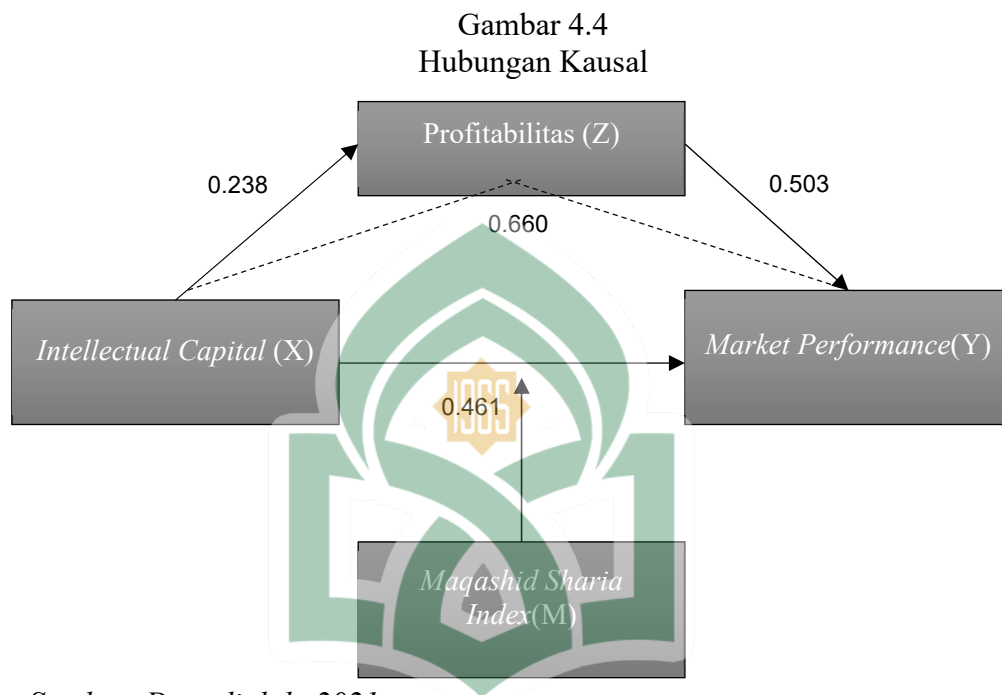 Gambar 4.4
Hubungan Kausal
Profitabilitas (Z)
0.238
0.503
0.660
Intellectual Capital (X)
Market Performance(Y)
0.461
1965
Maqashid Sharia
Index(M)